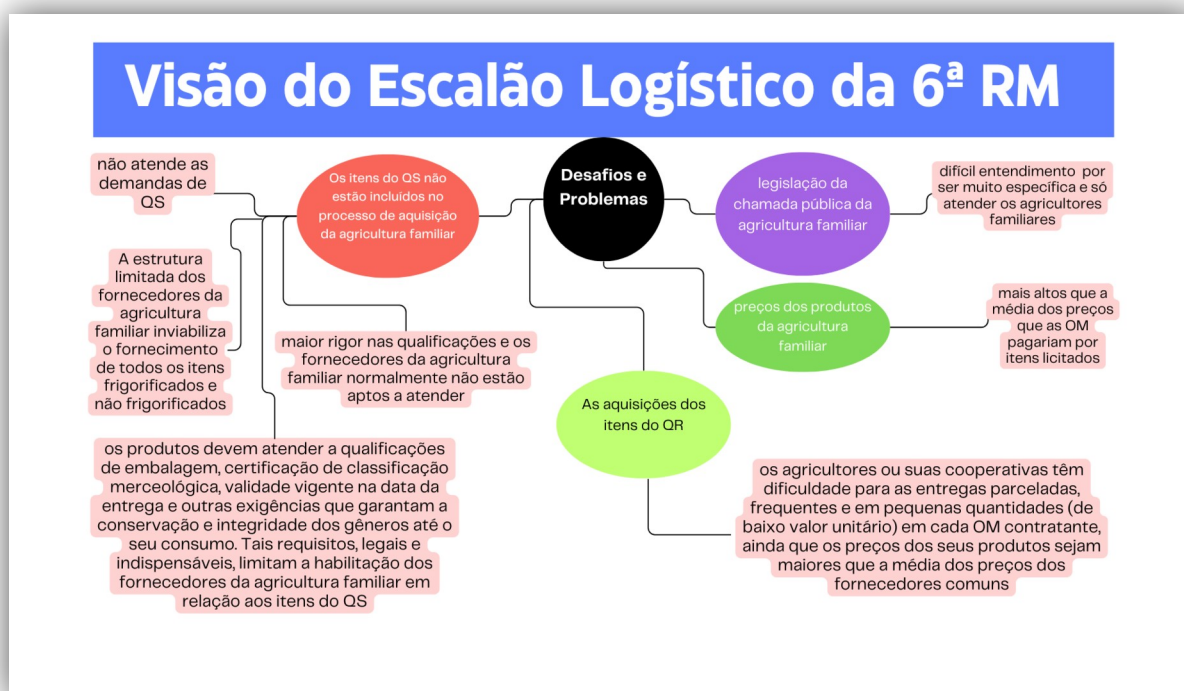 Visão do Escalão Logístico da 6ª RM
não atende as
demandas de
QS
Os itens do QS não
estão incluídos no
processo de aquisição
da agricultura familiar
Desafios e
Problemas
legislação da
chamada pública da
agricultura familiar
difícil entendimento por
ser muito específica e só
atender os agricultores
familiares
A estrutura
limitada dos
fornecedores da
agricultura
familiar inviabiliza
o fornecimento
de todos os itens
frigorificados e
não frigorificados
maior rigor nas qualificações e os
fornecedores da agricultura
familiar normalmente não estão
aptos a atender
preços dos produtos
da agricultura
familiar
mais altos que a
média dos preços
que as OM
pagariam por
itens licitados
As aquisições dos
itens do QR
os produtos devem atender a qualificações
de embalagem, certificação de classificação
merceológica, validade vigente na data da
entrega e outras exigências que garantam a
conservação e integridade dos gêneros até o
seu consumo. Tais requisitos, legais e
indispensáveis, limitam a habilitação dos
fornecedores da agricultura familiar em
relação aos itens do QS
os agricultores ou suas cooperativas têm
dificuldade para as entregas parceladas,
frequentes e em pequenas quantidades (de
baixo valor unitário) em cada OM contratante,
ainda que os preços dos seus produtos sejam
maiores que a média dos preços dos
fornecedores comuns